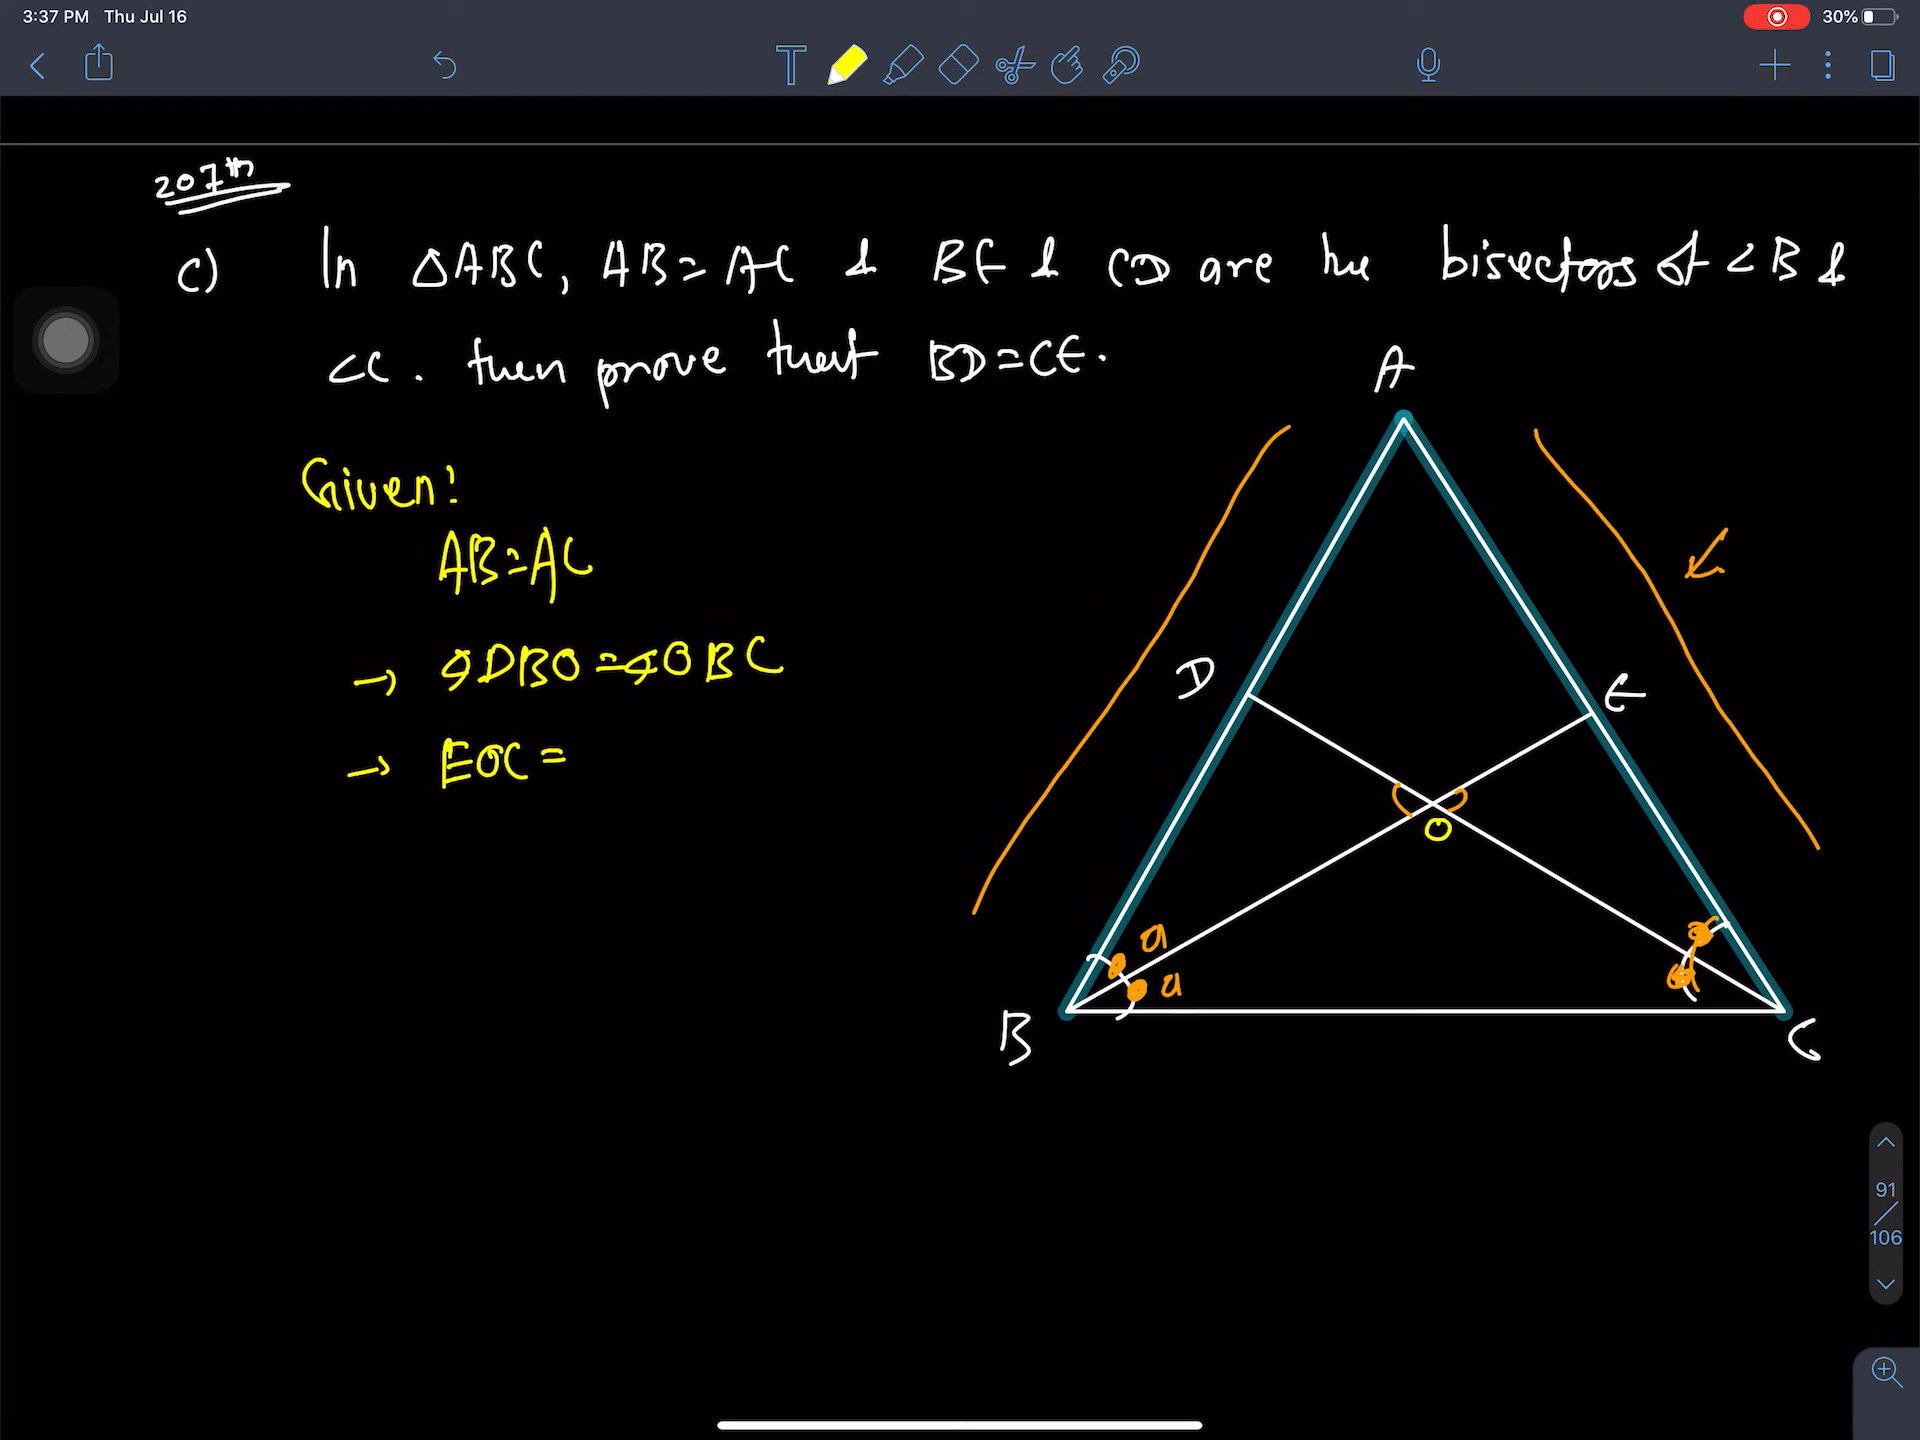 3:37 PM Thu Jul 16
30%
207th
c) In △ABC, AB = AC & BE & CD are the bisectors of ∠B &
∠C. then prove that BD = CE.
Given:
AB = AC
→ ∢DBO = ∢OBC
→ EOC =
A
D
E
O
a
a
B
C
91
/
106